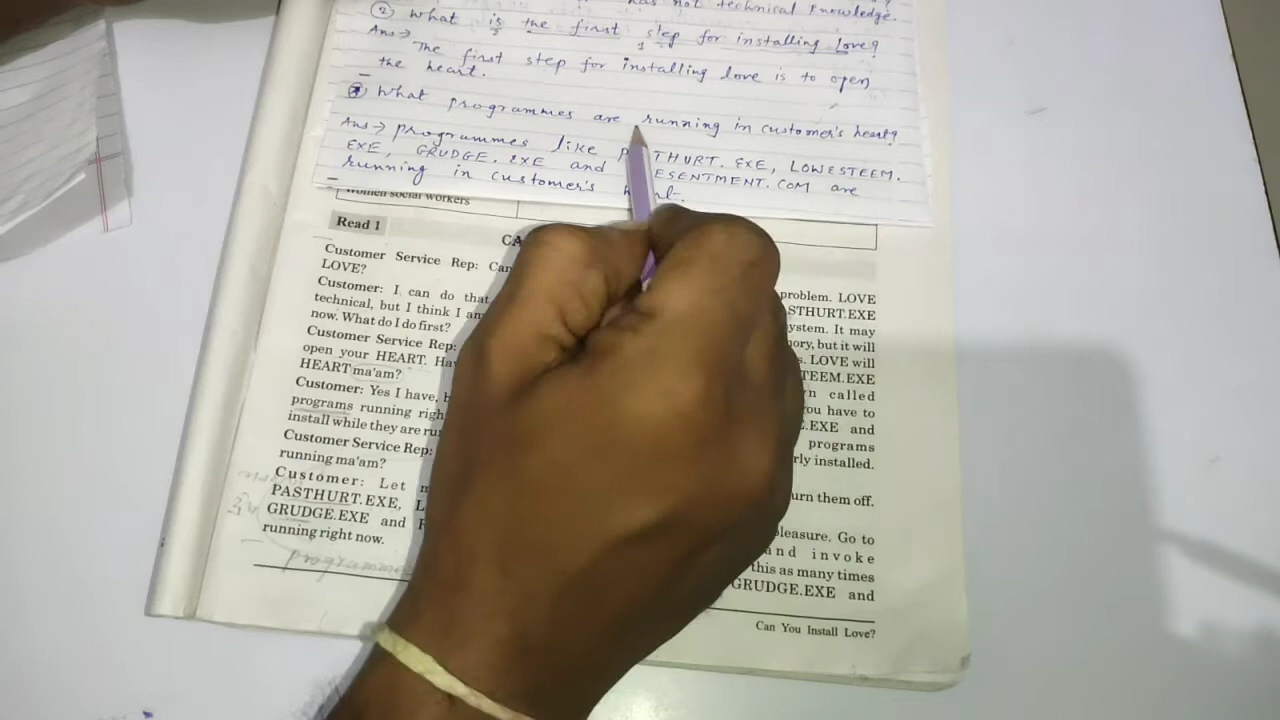 has not technical knowledge.
② What is the first step for installing Love?
Ans → The first step for installing love is to open
the heart.
What programmes are running in customer's heart?
Ans → programmes like P THURT. EXE, LOWESTEEM.
EXE, GRUDGE. EXE and ESENTMENT. COM are
running in customer's h rt.
women social workers
Read 1
CA
Customer Service Rep: Can
LOVE?
Customer: I can do that
technical, but I think I am
now. What do I do first?
Customer Service Rep:
open your HEART. Ha
HEART ma'am?
Customer: Yes I have, b
programs running righ
install while they are ru
Customer Service Rep:
running ma'am?
Customer: Let m
PASTHURT.EXE, L
GRUDGE.EXE and R
running right now.
programme
problem. LOVE
STHURT.EXE
ystem. It may
ory, but it will
s. LOVE will
TEEM.EXE
n called
you have to
E.EXE and
programs
rly installed.
urn them off.
leasure. Go to
and invoke
this as many times
GRUDGE.EXE and
Can You Install Love?